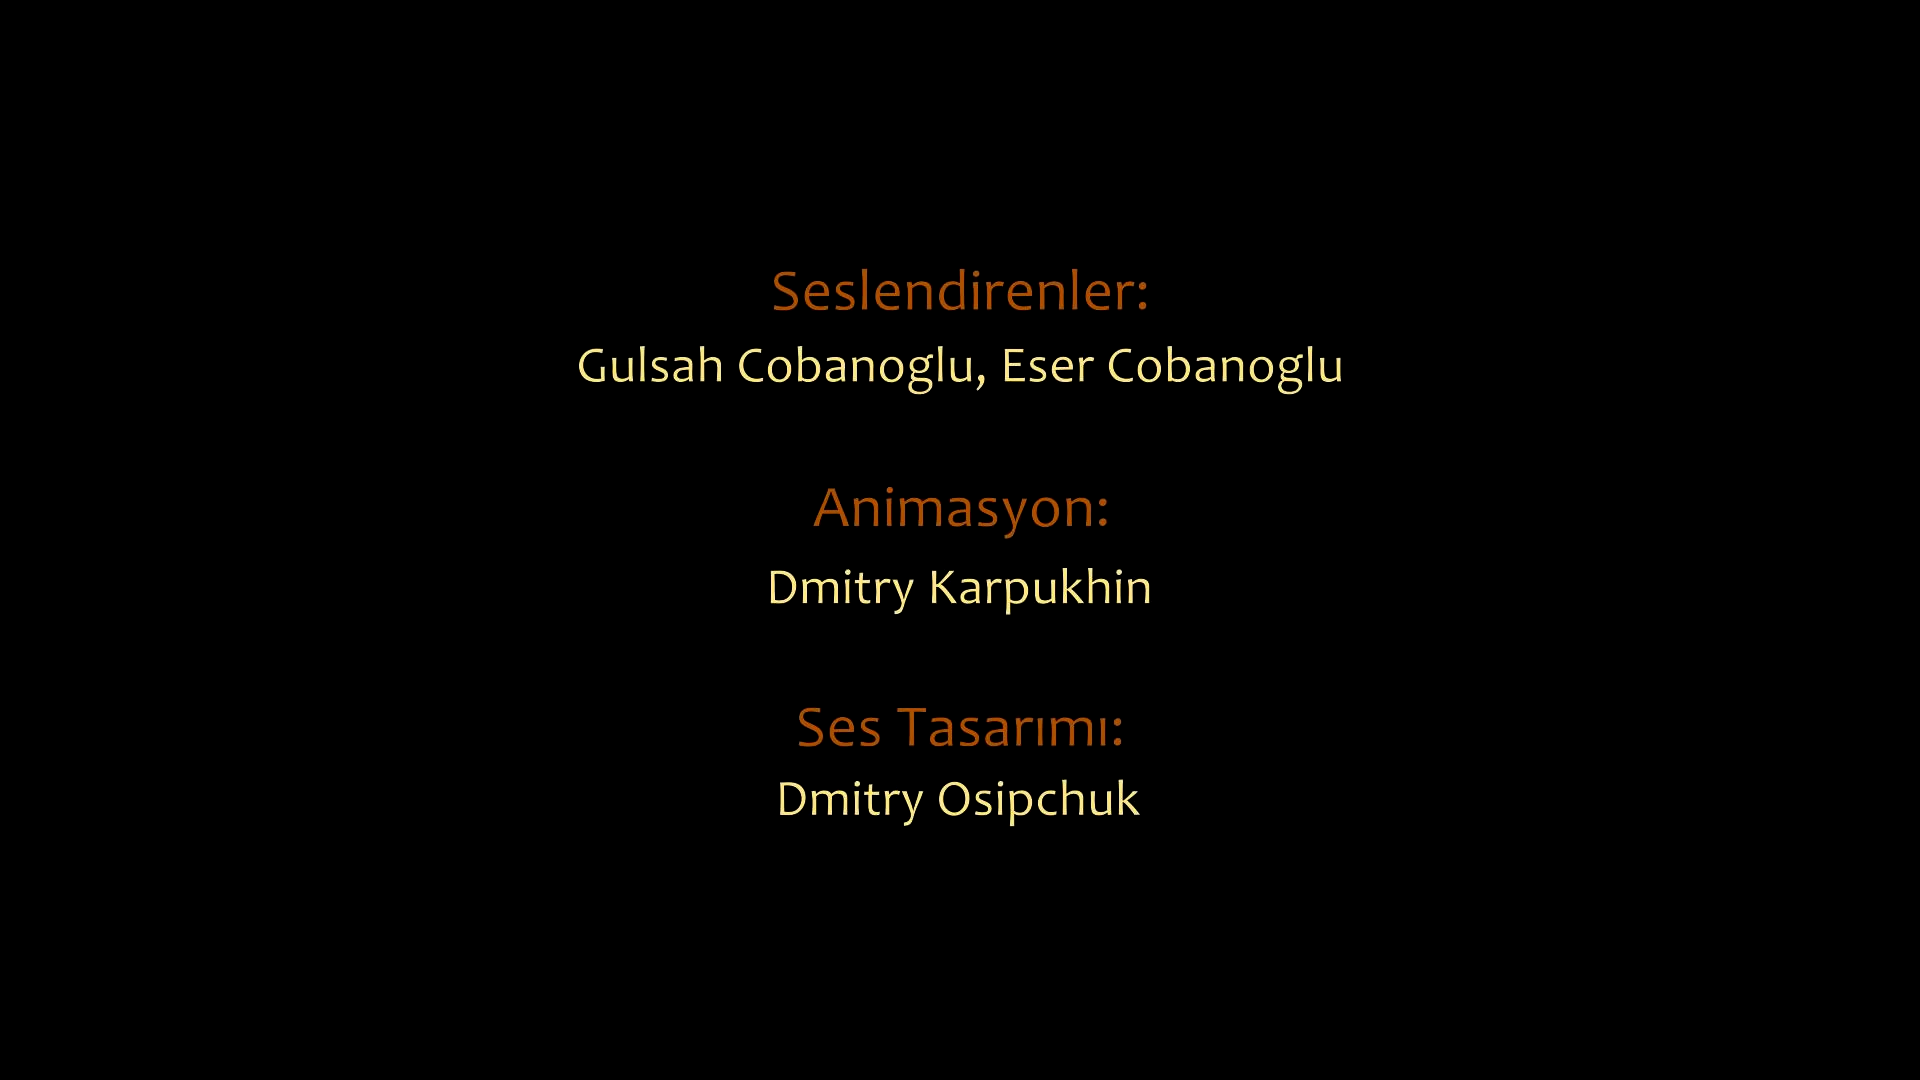 Seslendirenler:
Gulsah Cobanoglu, Eser Cobanoglu
Animasyon:
Dmitry Karpukhin
Ses Tasarımı:
Dmitry Osipchuk